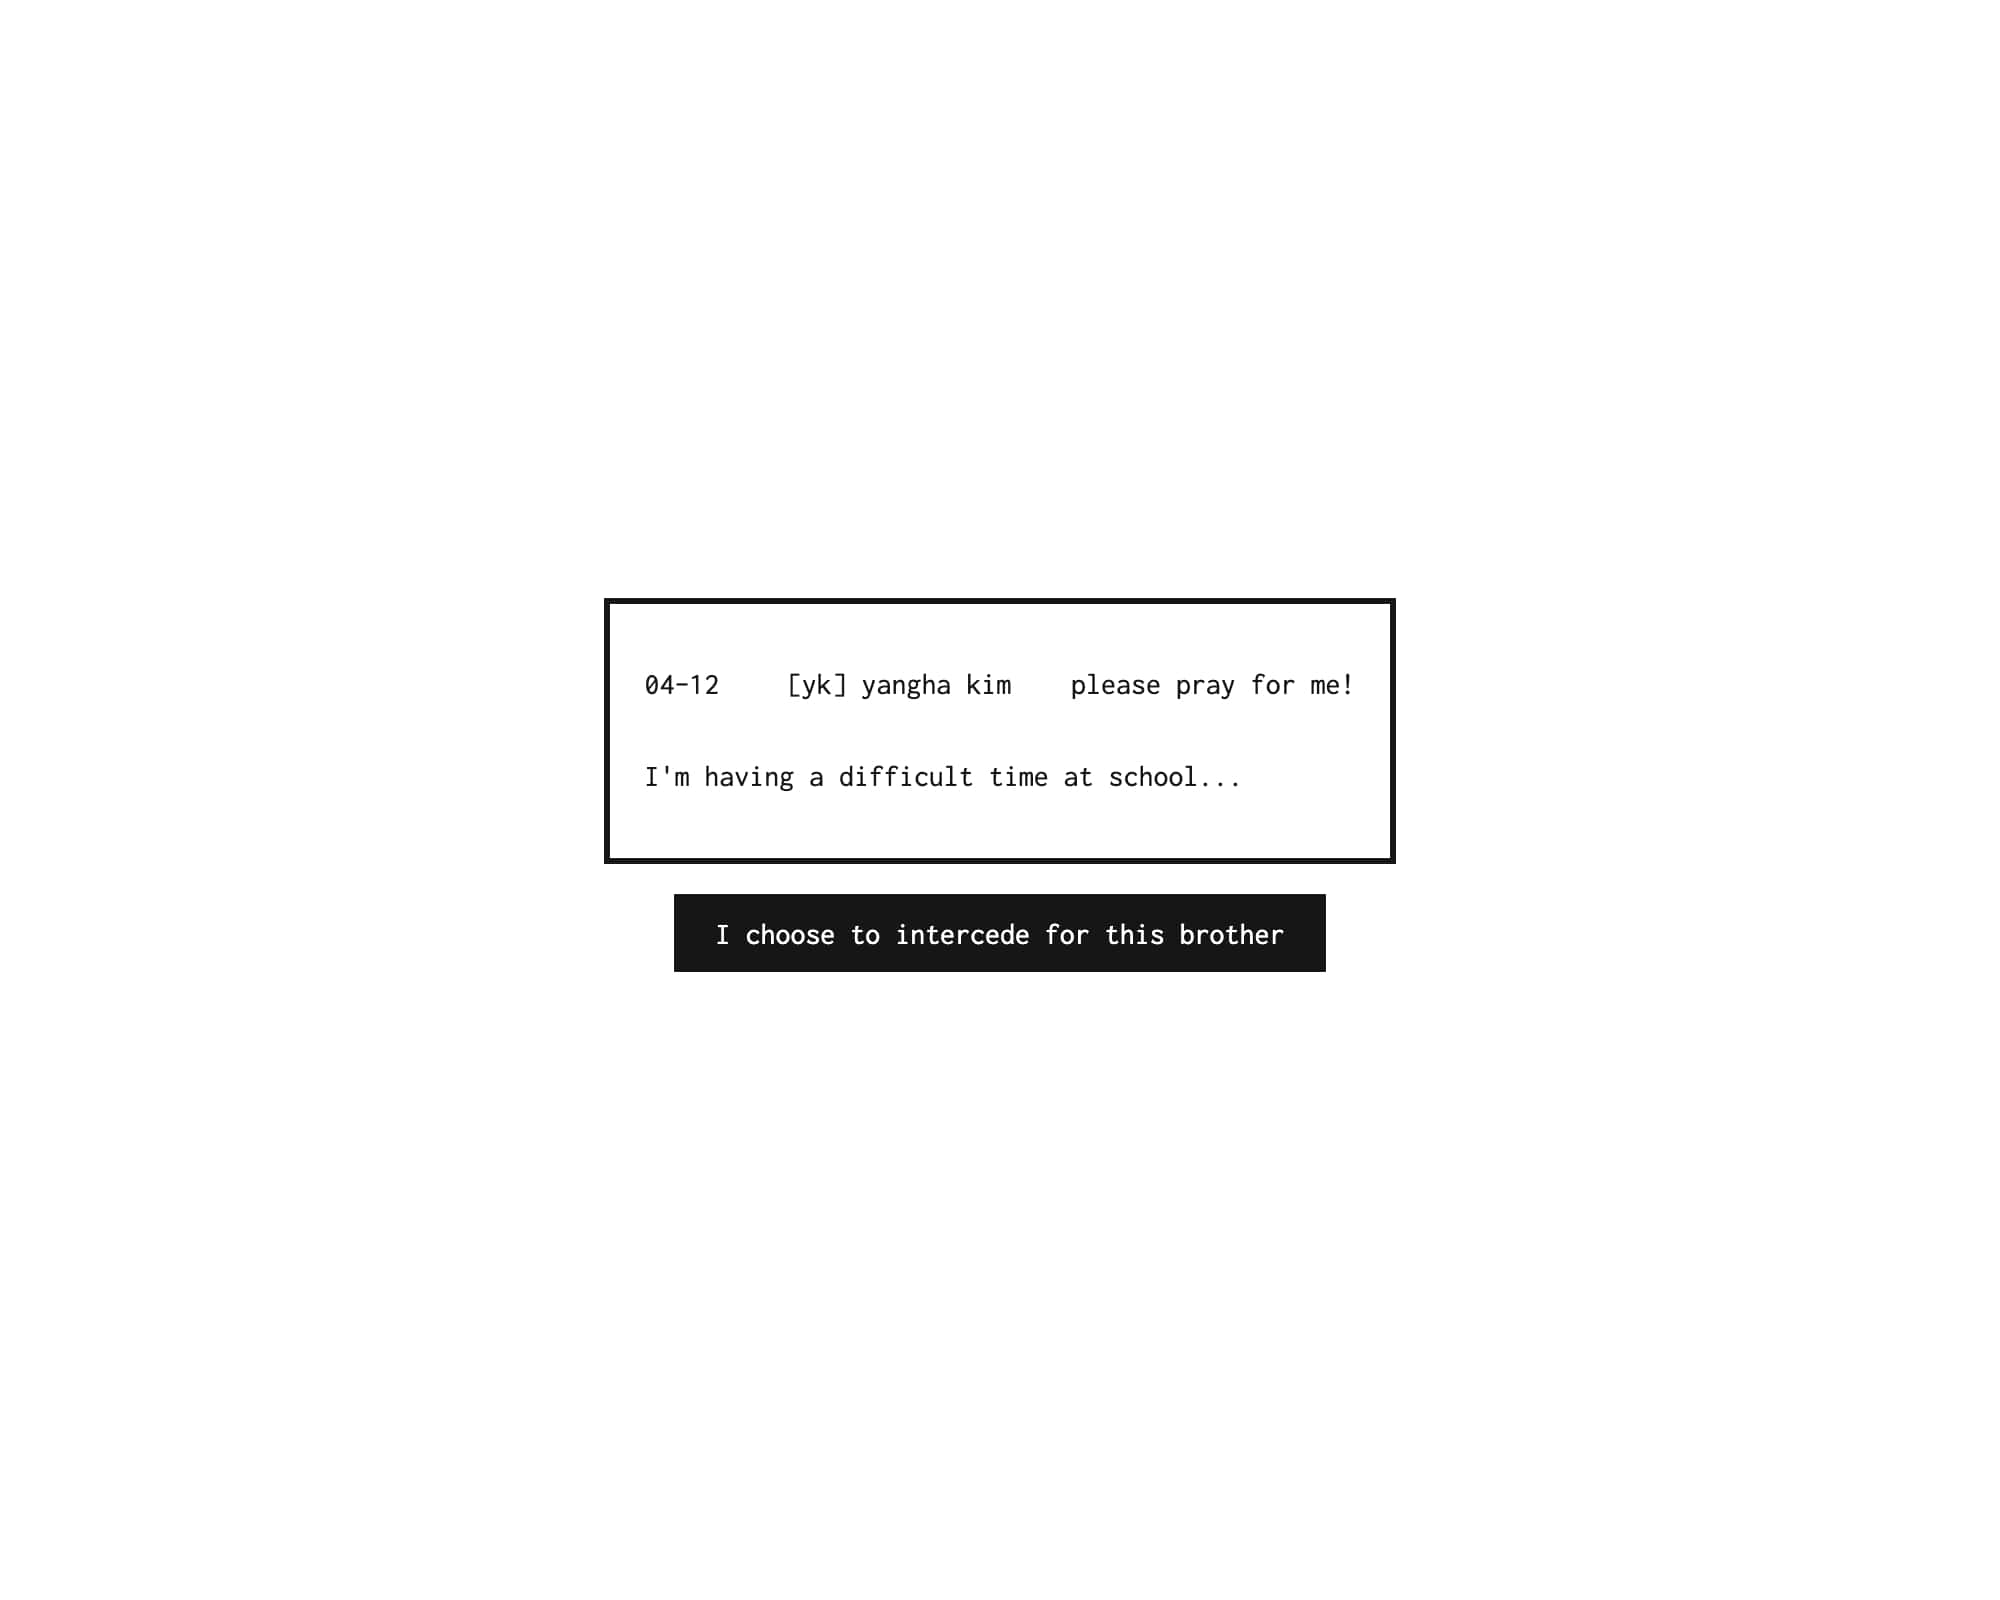 04-12 [yk] yangha kim please pray for me!
I'm having a difficult time at school...
I choose to intercede for this brother